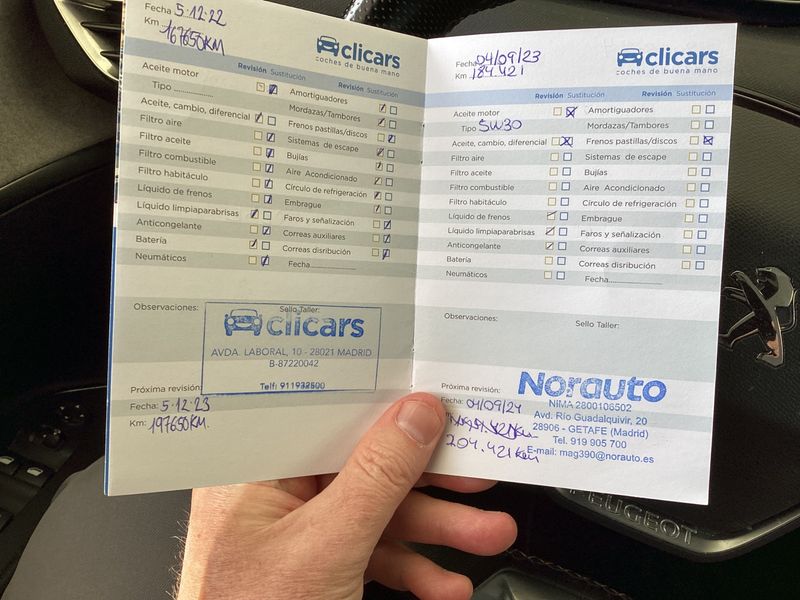 Fecha 5.12.22
Km 167650KM
clicars
coches de buena mano
Revisión Sustitución
Revisión Sustitución
Aceite motor
Tipo
Aceite, cambio, diferencial
Filtro aire
Filtro aceite
Filtro combustible
Filtro habitáculo
Líquido de frenos
Líquido limpiaparabrisas
Anticongelante
Batería
Neumáticos
Amortiguadores
Mordazas/Tambores
Frenos pastillas/discos
Sistemas de escape
Bujías
Aire Acondicionado
Círculo de refrigeración
Embrague
Faros y señalización
Correas auxiliares
Correas disribución
Fecha
Observaciones:
Sello Taller:
clicars
AVDA. LABORAL, 10 - 28021 MADRID
B-87220042
Telf: 911932500
Próxima revisión:
Fecha: 5.12.23
Km: 197650KM.
Fecha 04/09/23
Km 184.421
clicars
coches de buena mano
Revisión Sustitución
Revisión Sustitución
Aceite motor
Tipo 5W30
Aceite, cambio, diferencial
Filtro aire
Filtro aceite
Filtro combustible
Filtro habitáculo
Líquido de frenos
Líquido limpiaparabrisas
Anticongelante
Batería
Neumáticos
Amortiguadores
Mordazas/Tambores
Frenos pastillas/discos
Sistemas de escape
Bujías
Aire Acondicionado
Círculo de refrigeración
Embrague
Faros y señalización
Correas auxiliares
Correas disribución
Fecha
Observaciones:
Sello Taller:
Próxima revisión:
Fecha: 04/09/24
204.421 Km
Norauto
NIMA 2800106502
Avd. Río Guadalquivir, 20
28906 - GETAFE (Madrid)
Tel. 919 905 700
E-mail: mag390@norauto.es
PEUGEOT